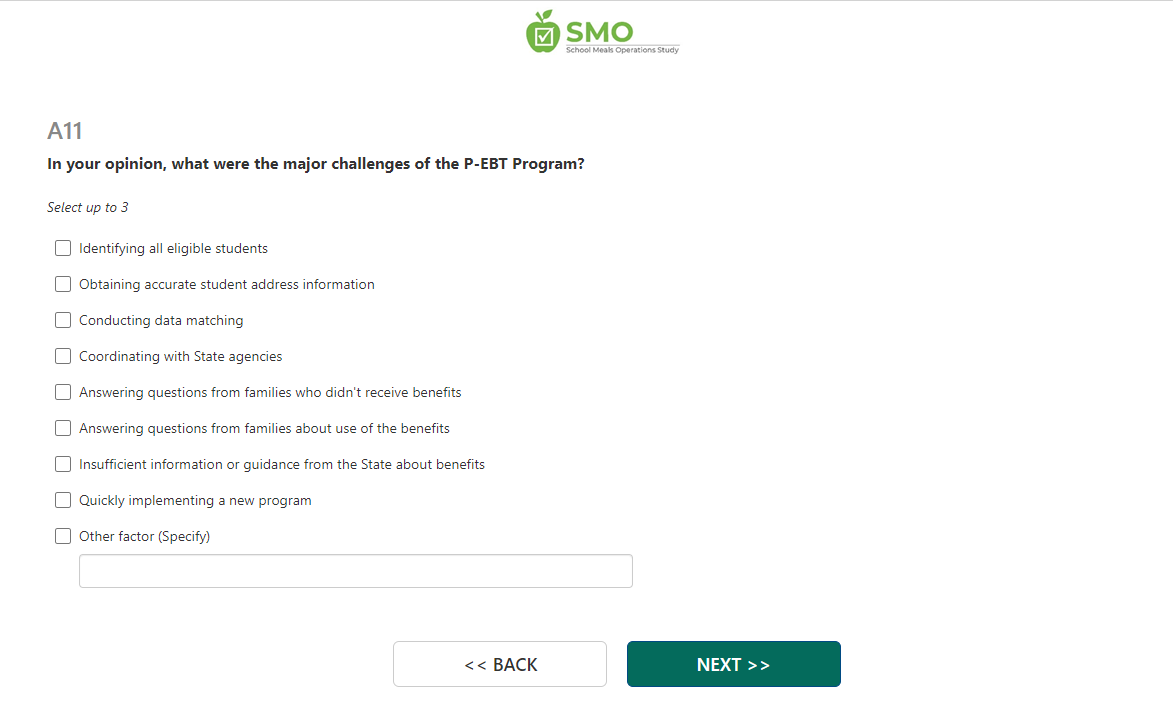 SMO
School Meals Operations Study
A11
In your opinion, what were the major challenges of the P-EBT Program?
Select up to 3
Identifying all eligible students
Obtaining accurate student address information
Conducting data matching
Coordinating with State agencies
Answering questions from families who didn't receive benefits
Answering questions from families about use of the benefits
Insufficient information or guidance from the State about benefits
Quickly implementing a new program
Other factor (Specify)
<< BACK
NEXT >>